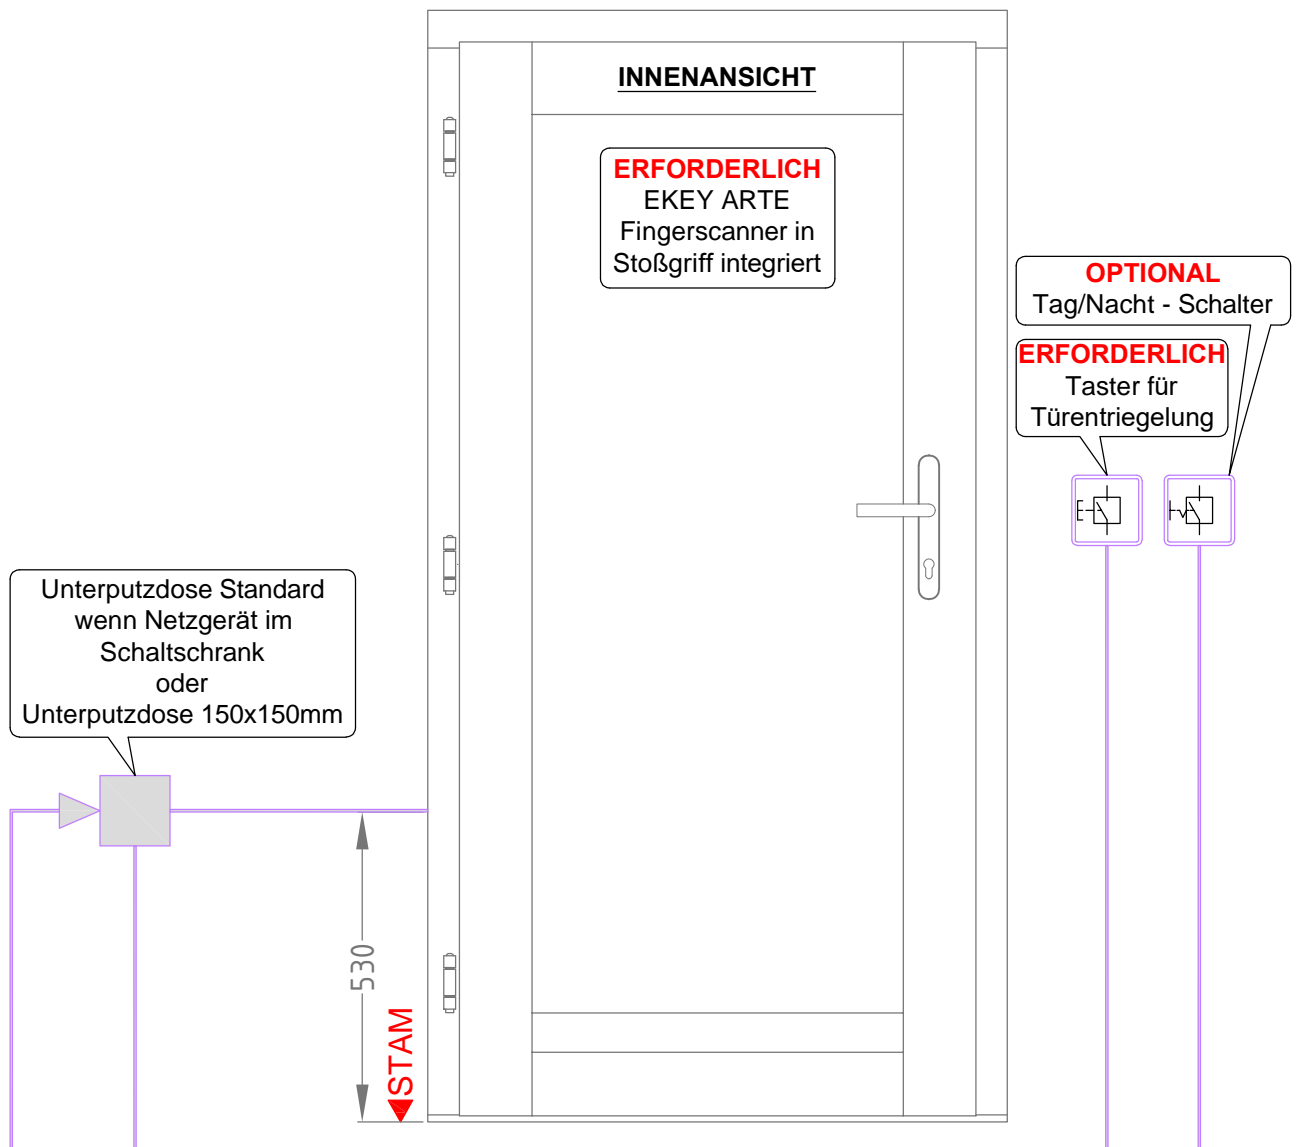 INNENANSICHT
ERFORDERLICH
EKEY ARTE
Fingerscanner in
Stoßgriff integriert
OPTIONAL
Tag/Nacht - Schalter
ERFORDERLICH
Taster für
Türentriegelung
Unterputzdose Standard
wenn Netzgerät im
Schaltschrank
oder
Unterputzdose 150x150mm
530
STAM